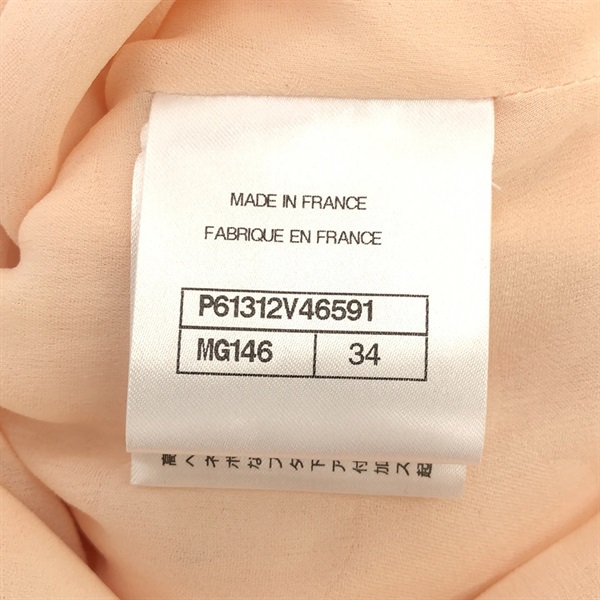 MADE IN FRANCE
FABRIQUE EN FRANCE
P61312V46591
MG146 34